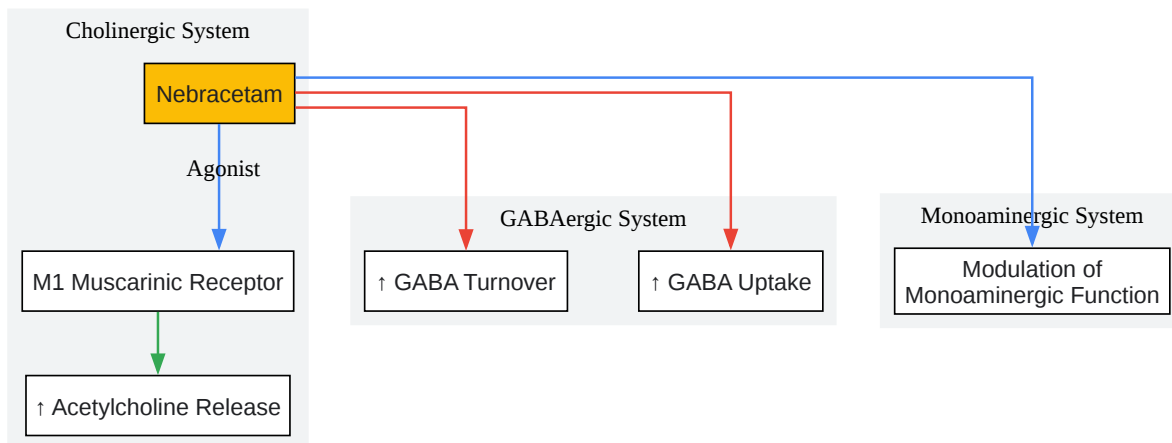 Cholinergic System
Nebracetam
Agonist
GABAergic System
Monoaminergic System
M1 Muscarinic Receptor
↑ GABA Turnover
↑ GABA Uptake
Modulation of
Monoaminergic Function
↑ Acetylcholine Release